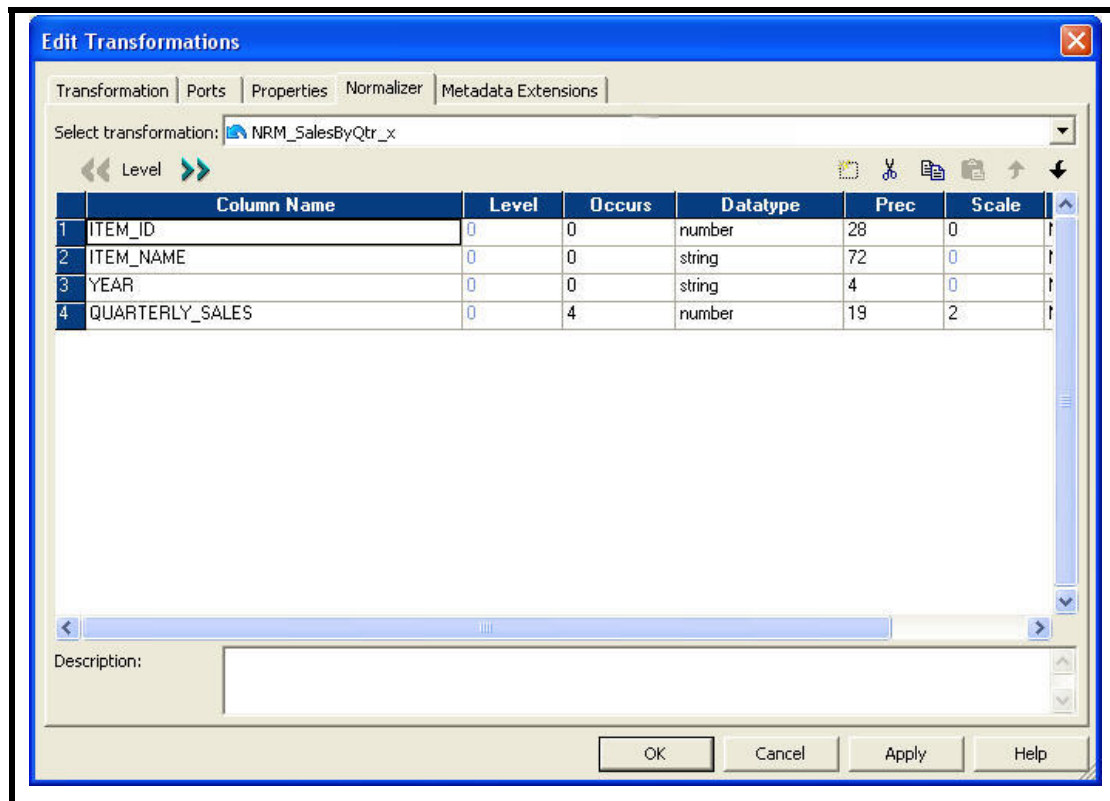 Edit Transformations
Transformation Ports Properties Normalizer Metadata Extensions
Select transformation: NRM_SalesByQtr_x
Level
Column Name Level Occurs Datatype Prec Scale
1 ITEM_ID 0 0 number 28 0
2 ITEM_NAME 0 0 string 72 0
3 YEAR 0 0 string 4 0
4 QUARTERLY_SALES 0 4 number 19 2
Description:
OK Cancel Apply Help